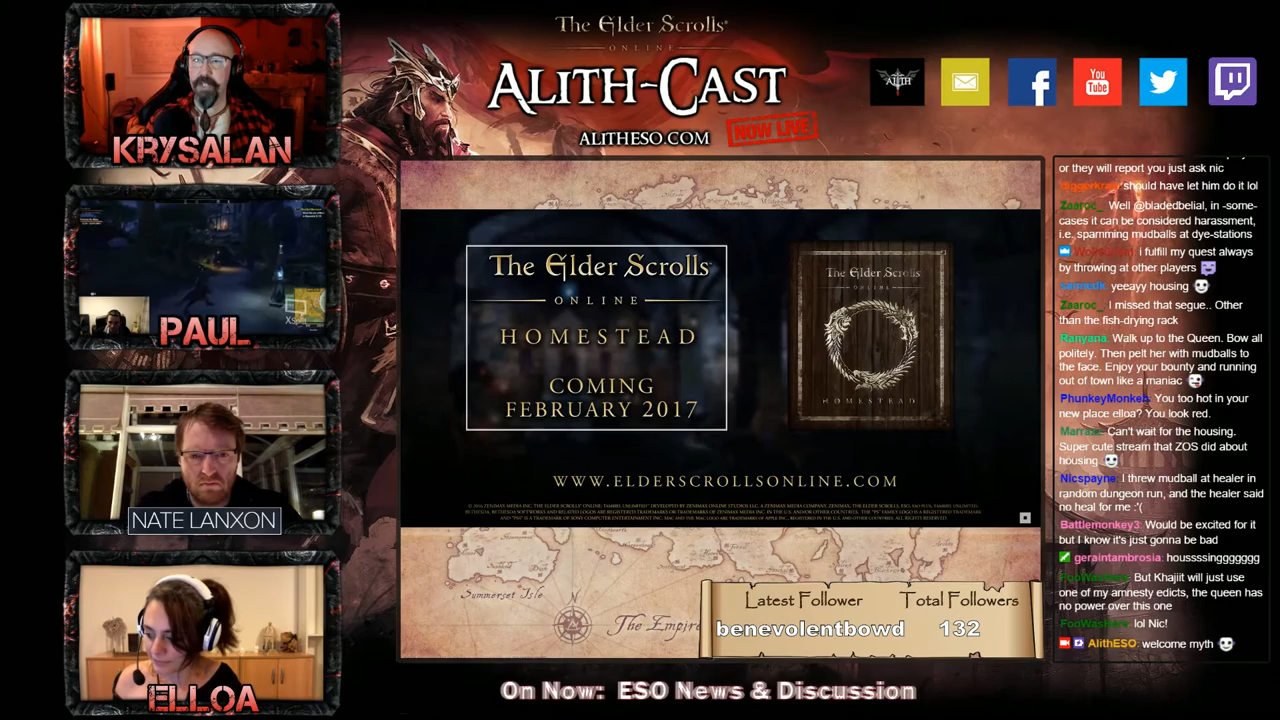 The Elder Scrolls
ONLINE
ALITH-CAST
ALITHESO.COM
NOW LIVE
ALITH
You
Tube
KRYSALAN
PAUL
NATE LANXON
ELLOA
The Elder Scrolls
ONLINE
HOMESTEAD
COMING
FEBRUARY 2017
The Elder Scrolls
ONLINE
HOMESTEAD
WWW.ELDERSCROLLSONLINE.COM
Summerset Isle
The Empire
Latest Follower
Total Followers
benevolentbowd
132
On Now: ESO News & Discussion
or they will report you just ask nic
should have let him do it lol
Zaaroc_: Well @bladedbelial, in -some-
cases it can be considered harassment,
i.e. spamming mudballs at dye-stations
i fulfill my quest always
by throwing at other players
yeeayy housing
Zaaroc_: I missed that segue.. Other
than the fish-drying rack
Ranyana: Walk up to the Queen. Bow all
politely. Then pelt her with mudballs to
the face. Enjoy your bounty and running
out of town like a maniac
PhunkeyMonkey: You too hot in your
new place elloa? You look red.
Can't wait for the housing.
Super cute stream that ZOS did about
housing
Nicspayne: I threw mudball at healer in
random dungeon run, and the healer said
no heal for me :'(
Battlemonkey3: Would be excited for it
but I know it's just gonna be bad
geraintambrosia: houssssinggggggg
But Khajiit will just use
one of my amnesty edicts, the queen has
no power over this one
lol Nic!
AlithESO: welcome myth